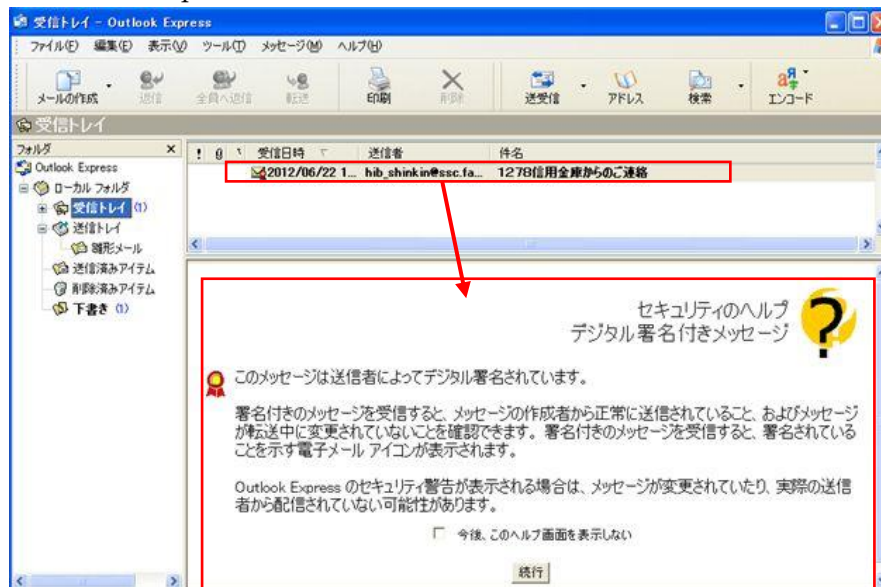 受信トレイ - Outlook Express
ファイル(F) 編集(E) 表示(V) ツール(T) メッセージ(M) ヘルプ(H)
メールの作成 返信 全員へ返信 転送 印刷 削除 送受信 アドレス 検索 エンコード
受信トレイ
フォルダ ×
! 受信日時 送信者 件名
Outlook Express
2012/06/22 1... hib_shinkin@ssc.fa... 1278信用金庫からのご連絡
ローカル フォルダ
受信トレイ (1)
送信トレイ
雛形メール
送信済みアイテム
削除済みアイテム
下書き (1)
セキュリティのヘルプ
デジタル署名付きメッセージ
このメッセージは送信者によってデジタル署名されています。
署名付きのメッセージを受信すると、メッセージの作成者から正常に送信されていること、およびメッセージ
が転送中に変更されていないことを確認できます。署名付きのメッセージを受信すると、署名されている
ことを示す電子メール アイコンが表示されます。
Outlook Express のセキュリティ警告が表示される場合は、メッセージが変更されていたり、実際の送信
者から配信されていない可能性があります。
今後、このヘルプ画面を表示しない
続行